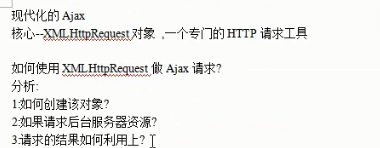 现代化的 Ajax
核心--XMLHttpRequest 对象 ,一个专门的 HTTP 请求工具
如何使用 XMLHttpRequest 做 Ajax 请求?
分析:
1:如何创建该对象?
2:如果请求后台服务器资源?
3:请求的结果如何利用上?